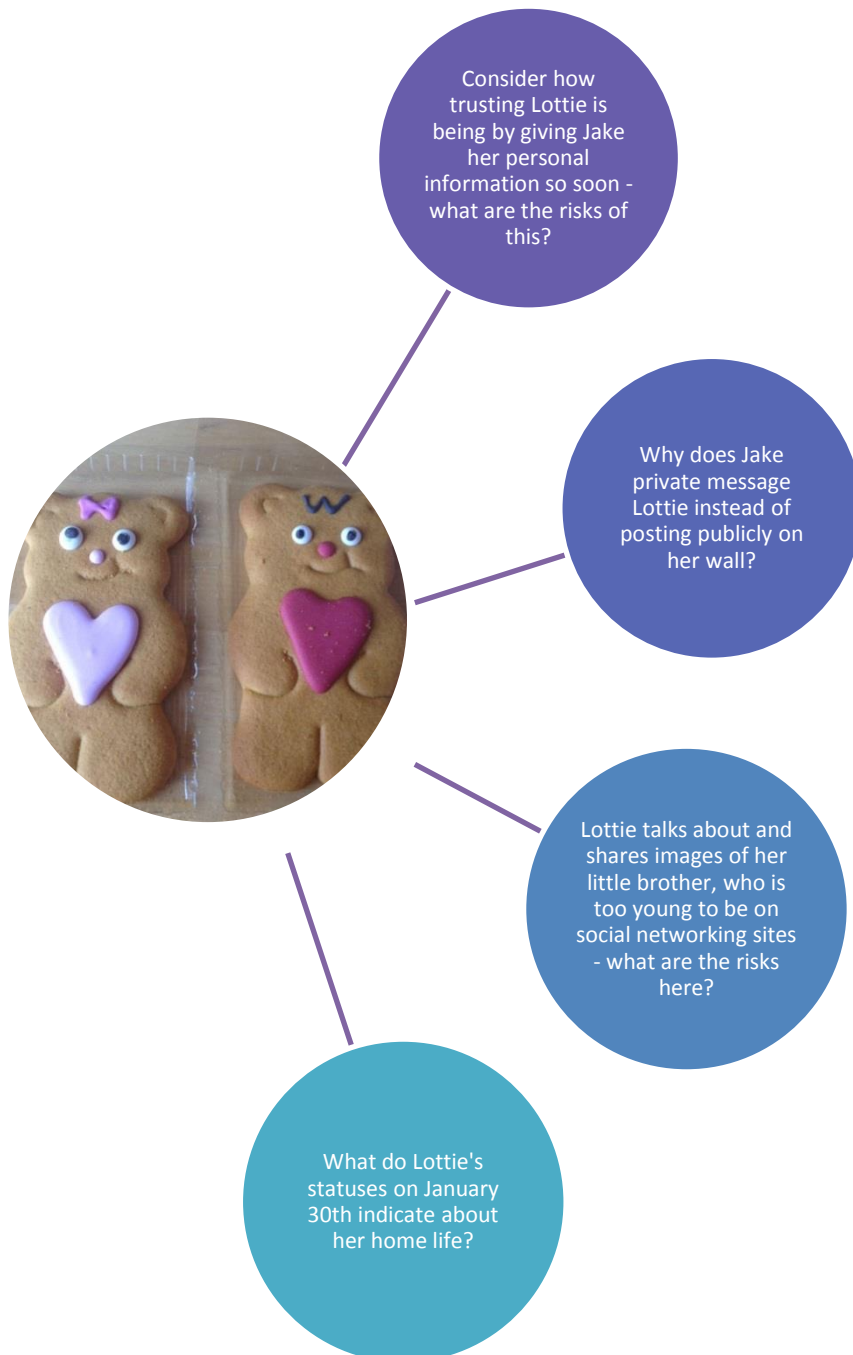 Consider how
trusting Lottie is
being by giving Jake
her personal
information so soon -
what are the risks of
this?
Why does Jake
private message
Lottie instead of
posting publicly on
her wall?
Lottie talks about and
shares images of her
little brother, who is
too young to be on
social networking sites
- what are the risks
here?
What do Lottie's
statuses on January
30th indicate about
her home life?